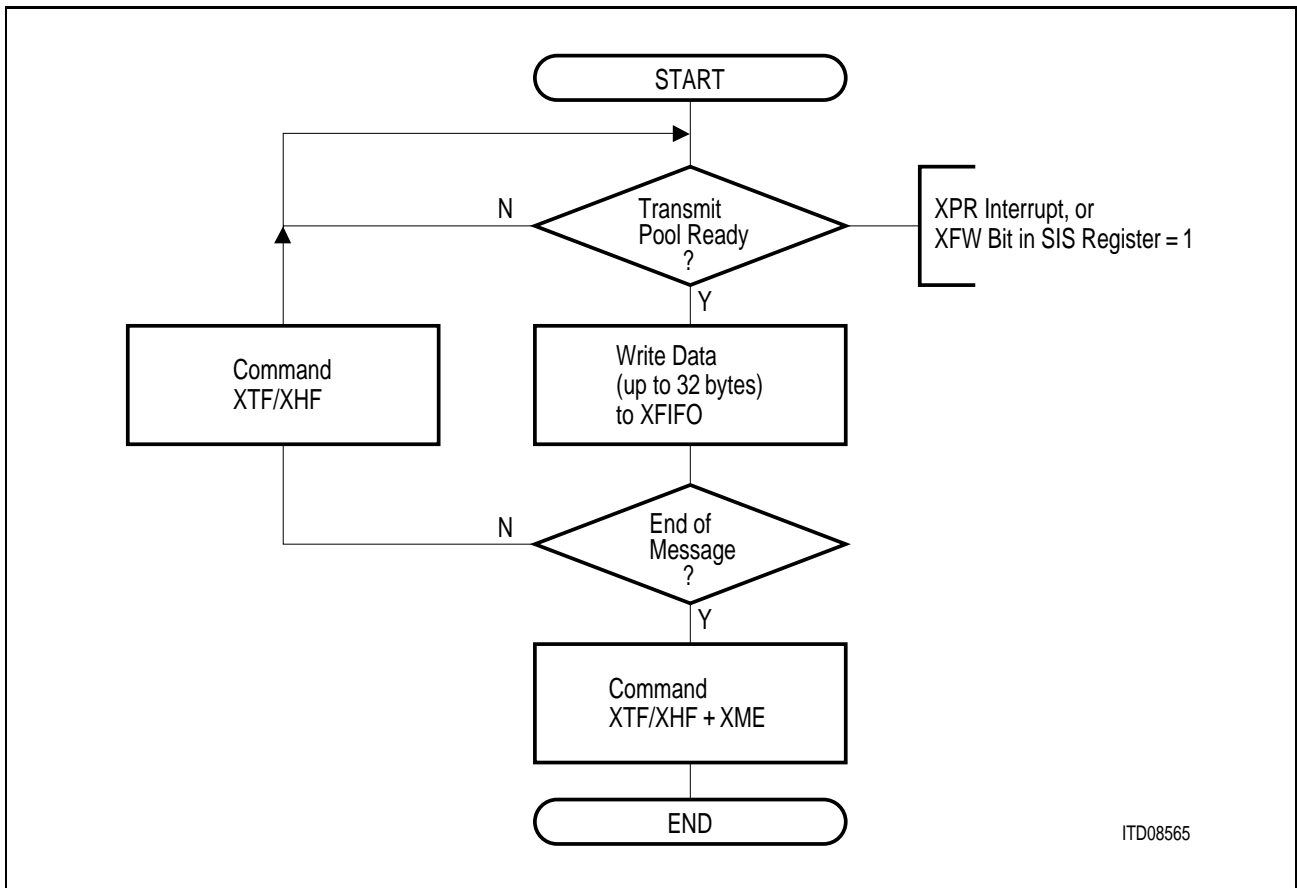 START
N
Transmit
Pool Ready
?
XPR Interrupt, or
XFW Bit in SIS Register = 1
Y
Command
XTF/XHF
Write Data
(up to 32 bytes)
to XFIFO
N
End of
Message
?
Y
Command
XTF/XHF + XME
END
ITD08565